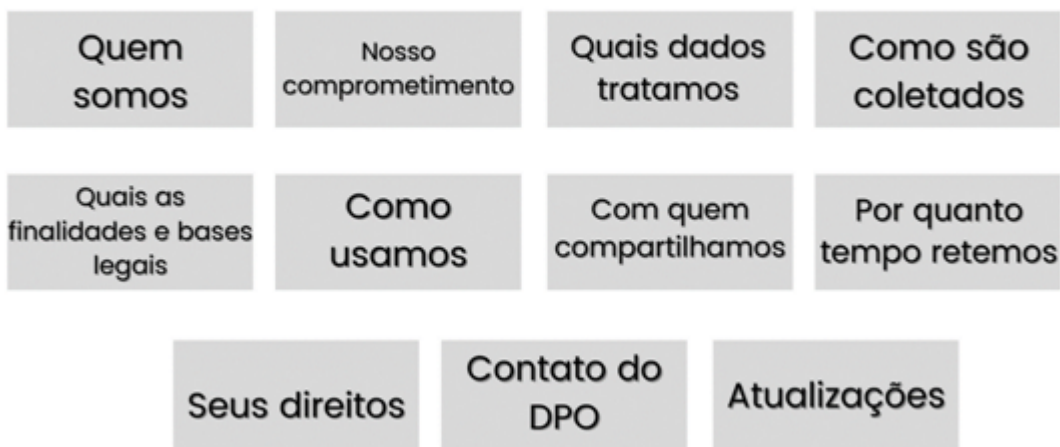 Quem
somos
Nosso
comprometimento
Quais dados
tratamos
Como são
coletados
Quais as
finalidades e bases
legais
Como
usamos
Com quem
compartilhamos
Por quanto
tempo retemos
Seus direitos
Contato do
DPO
Atualizações